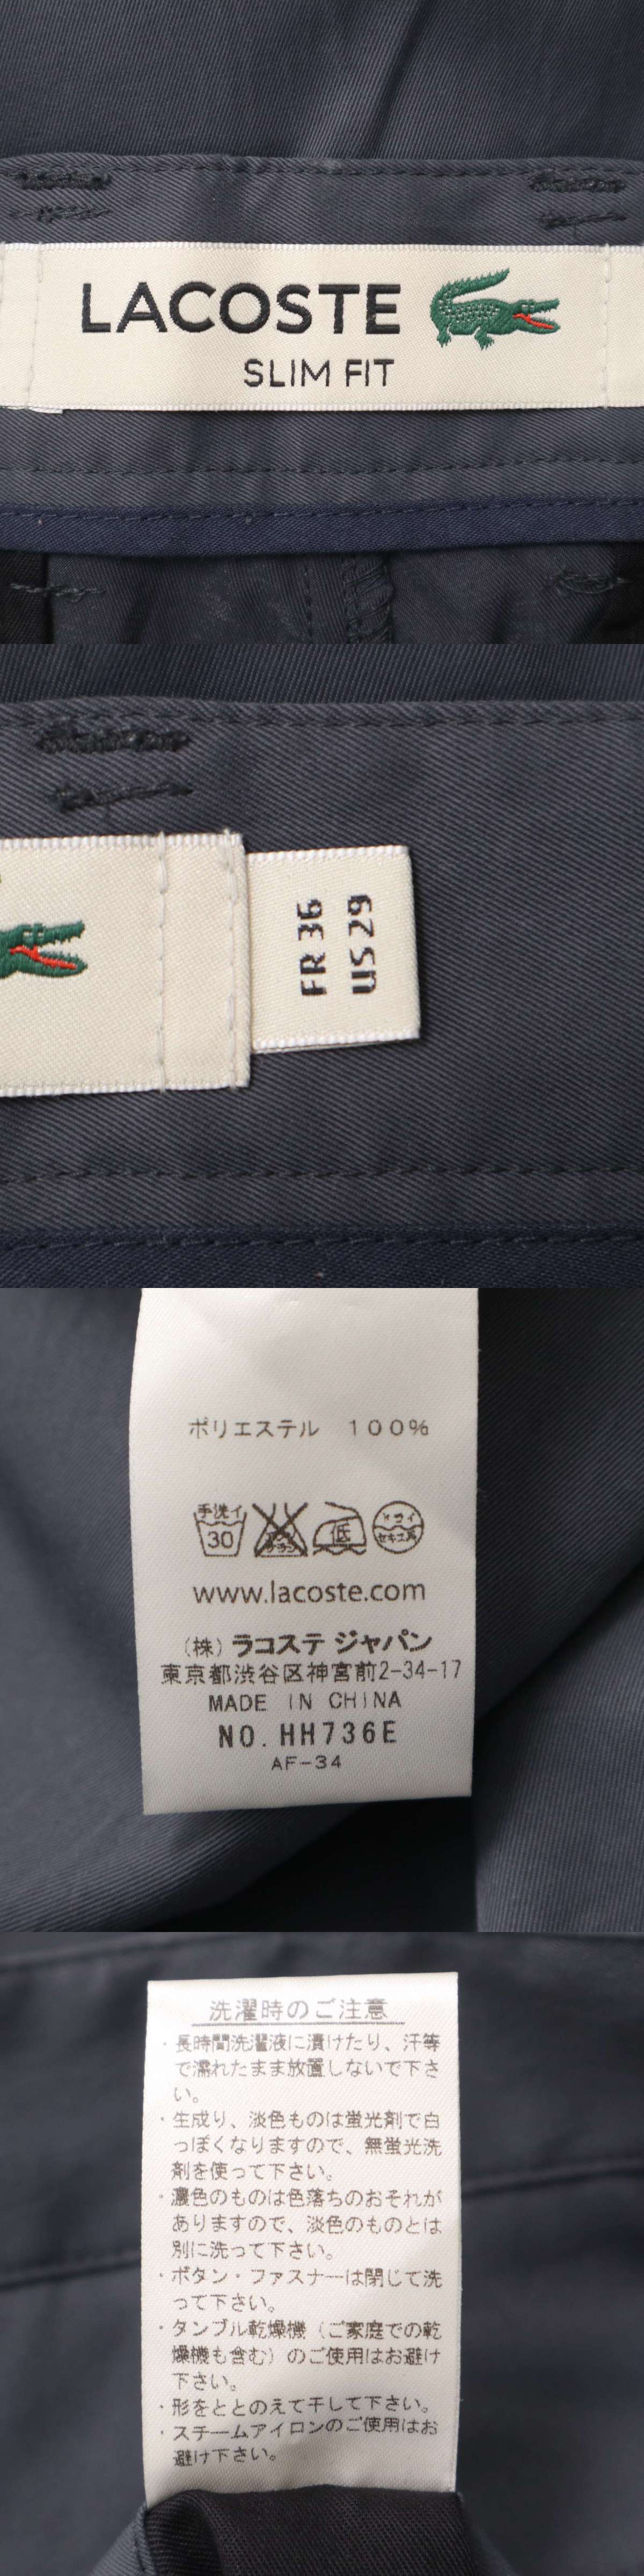 LACOSTE
SLIM FIT
FR 36
US 29
ポリエステル 100%
手洗イ
30
低
ドライ
セキユ系
www.lacoste.com
(株) ラコステ ジャパン
東京都渋谷区神宮前2-34-17
MADE IN CHINA
NO. HH736E
AF-34
洗濯時のご注意
・長時間洗濯液に漬けたり、汗等
で濡れたまま放置しないで下さ
い。
・生成り、淡色ものは蛍光剤で白
っぽくなりますので、無蛍光洗
剤を使って下さい。
・濃色のものは色落ちのおそれが
ありますので、淡色のものとは
別に洗って下さい。
・ボタン・ファスナーは閉じて洗
って下さい。
・タンブル乾燥機（ご家庭での乾
燥機も含む）のご使用はお避け
下さい。
・形をととのえて干して下さい。
・スチームアイロンのご使用はお
避け下さい。